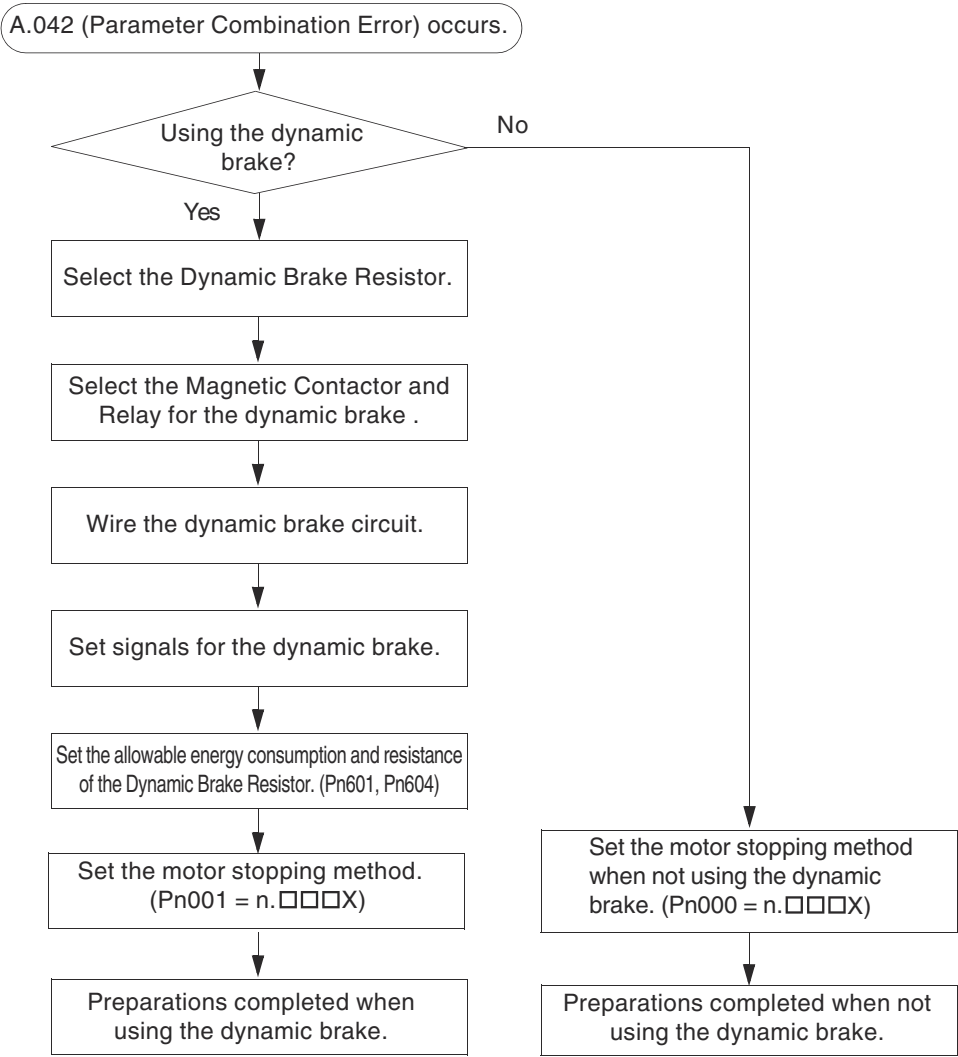 A.042 (Parameter Combination Error) occurs.
Using the dynamic
brake?
No
Yes
Select the Dynamic Brake Resistor.
Select the Magnetic Contactor and
Relay for the dynamic brake .
Wire the dynamic brake circuit.
Set signals for the dynamic brake.
Set the allowable energy consumption and resistance
of the Dynamic Brake Resistor. (Pn601, Pn604)
Set the motor stopping method.
(Pn001 = n.□□□X)
Preparations completed when
using the dynamic brake.
Set the motor stopping method
when not using the dynamic
brake. (Pn000 = n.□□□X)
Preparations completed when not
using the dynamic brake.